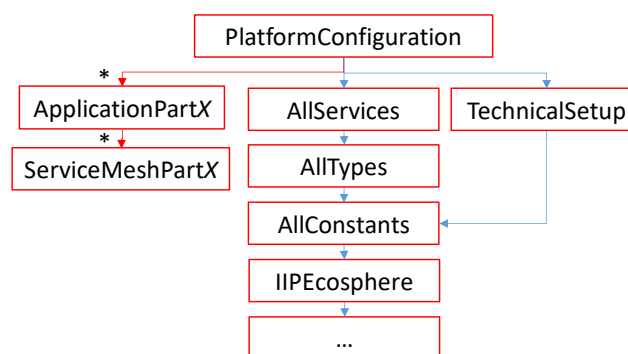 PlatformConfiguration
*
ApplicationPartX
AllServices
TechnicalSetup
*
ServiceMeshPartX
AllTypes
AllConstants
IIPEcosphere
...